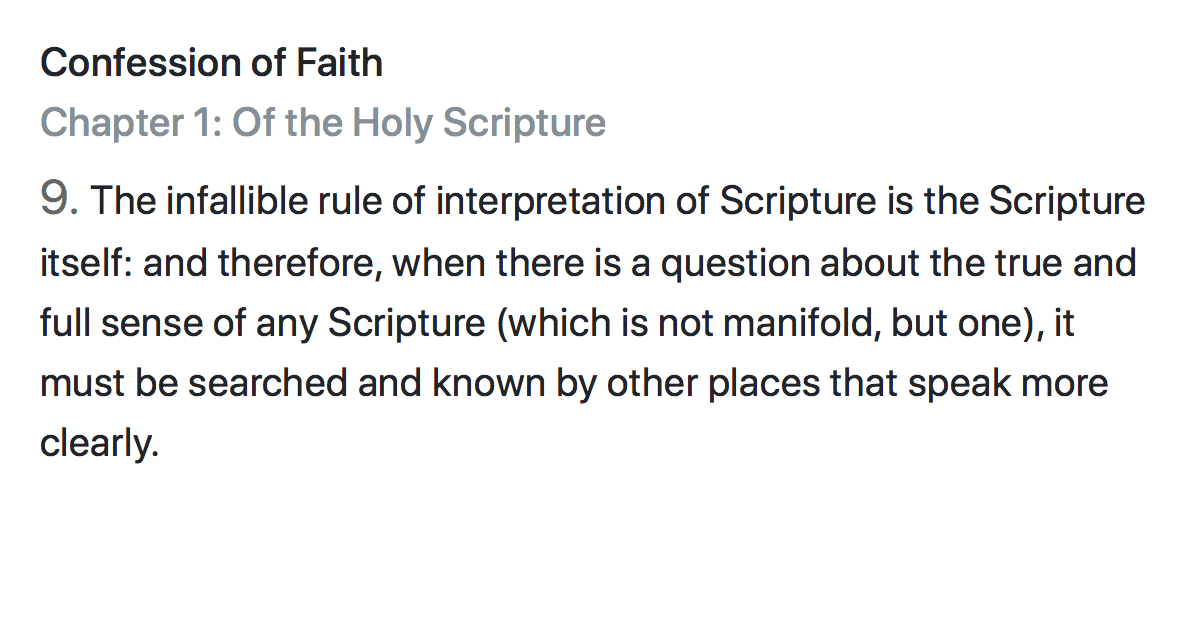 Confession of Faith
Chapter 1: Of the Holy Scripture
9. The infallible rule of interpretation of Scripture is the Scripture
itself: and therefore, when there is a question about the true and
full sense of any Scripture (which is not manifold, but one), it
must be searched and known by other places that speak more
clearly.